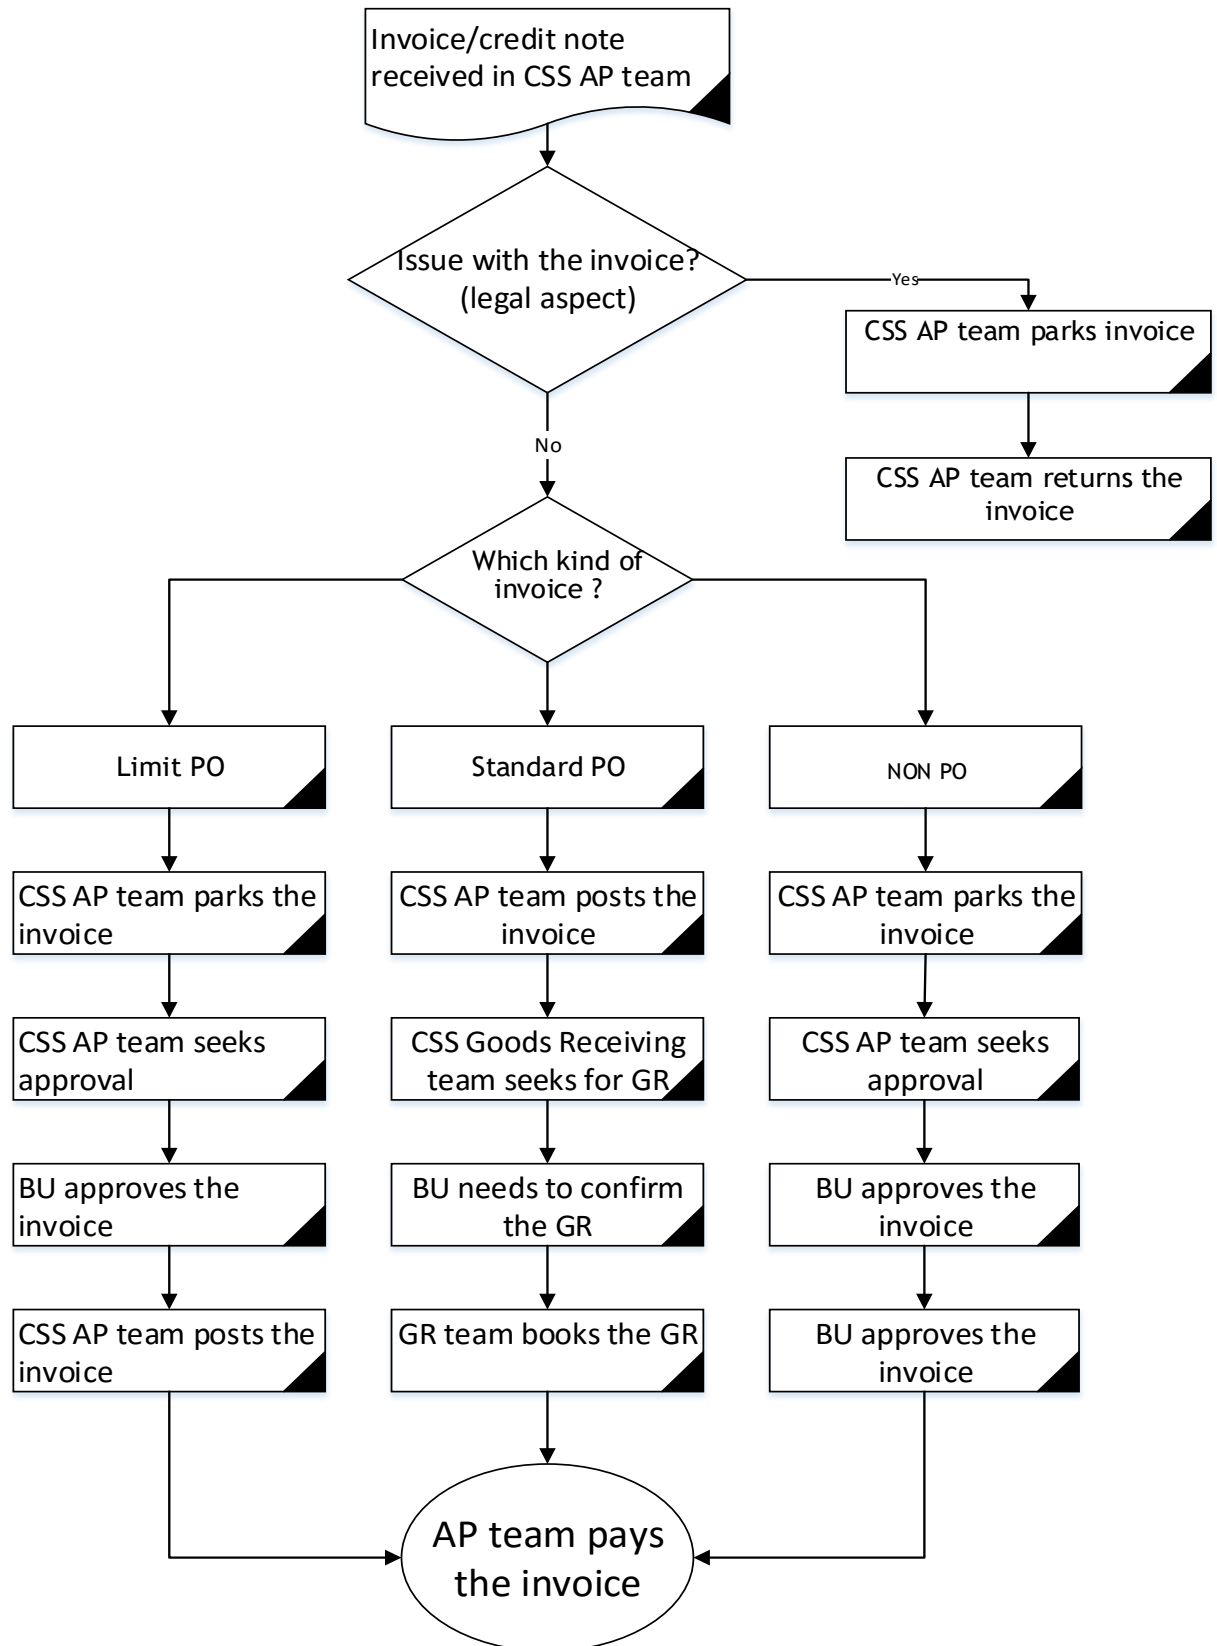 Invoice/credit note
received in CSS AP team
Issue with the invoice?
(legal aspect)
Yes
CSS AP team parks invoice
No
CSS AP team returns the
invoice
Which kind of
invoice ?
Limit PO
Standard PO
NON PO
CSS AP team parks the
invoice
CSS AP team posts the
invoice
CSS AP team parks the
invoice
CSS AP team seeks
approval
CSS Goods Receiving
team seeks for GR
CSS AP team seeks
approval
BU approves the
invoice
BU needs to confirm
the GR
BU approves the
invoice
CSS AP team posts the
invoice
GR team books the GR
BU approves the
invoice
AP team pays
the invoice